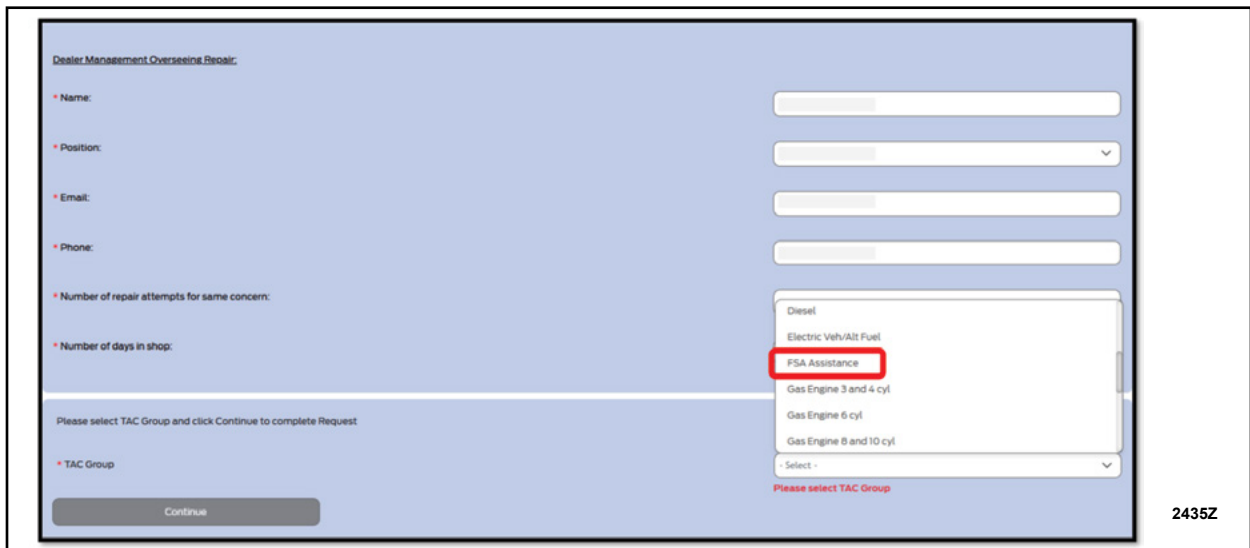 Dealer Management Overseeing Repair:
* Name:
* Position:
* Email:
* Phone:
* Number of repair attempts for same concern:
Diesel
Electric Veh/Alt Fuel
* Number of days in shop:
FSA Assistance
Gas Engine 3 and 4 cyl
Gas Engine 6 cyl
Please select TAC Group and click Continue to complete Request
Gas Engine 8 and 10 cyl
* TAC Group
- Select -
Please select TAC Group
Continue
2435Z